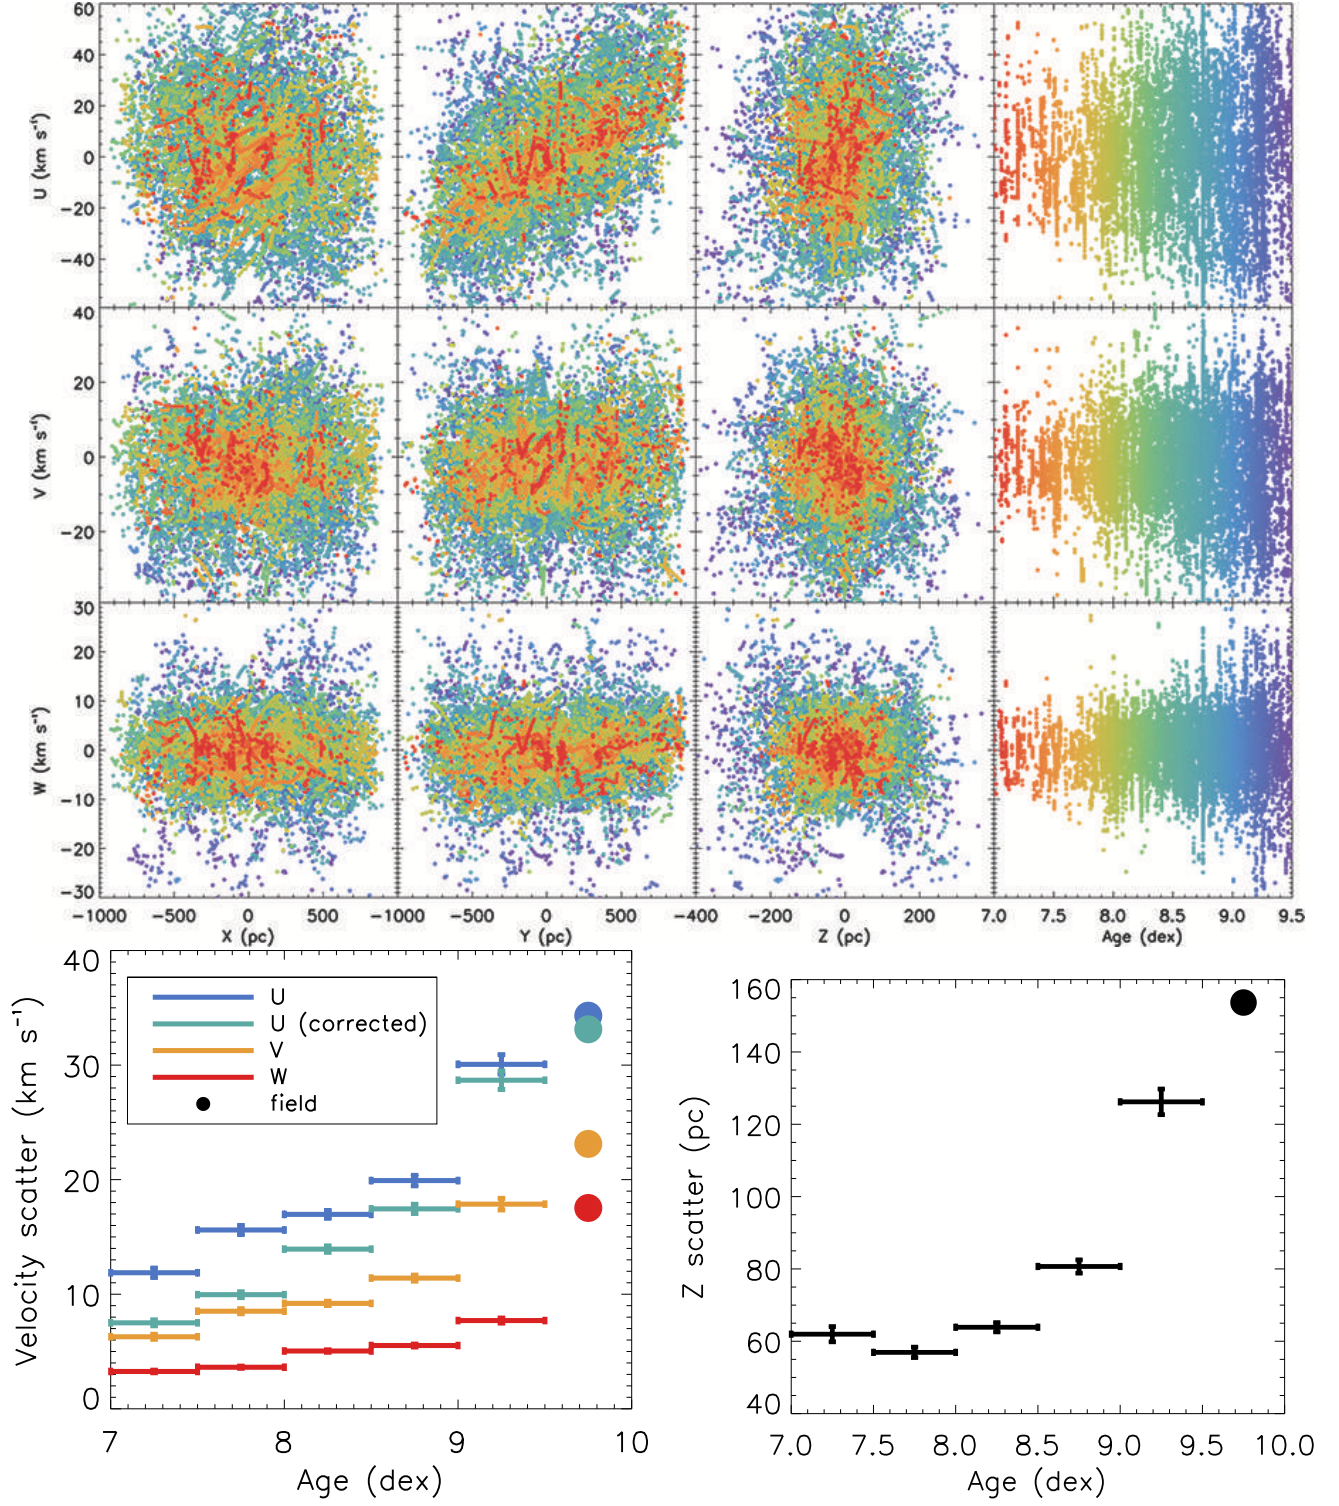 60
40
20
0
−20
−40
U (km s⁻¹)
40
20
0
−20
V (km s⁻¹)
30
20
10
0
−10
−20
−30
W (km s⁻¹)
−1000 −500 0 500 −1000 −500 0 500 −400 −200 0 200 7.0 7.5 8.0 8.5 9.0 9.5
X (pc) Y (pc) Z (pc) Age (dex)
40
30
20
10
0
Velocity scatter (km s⁻¹)
U
U (corrected)
V
W
field
7 8 9 10
Age (dex)
160
140
120
100
80
60
40
Z scatter (pc)
7.0 7.5 8.0 8.5 9.0 9.5 10.0
Age (dex)